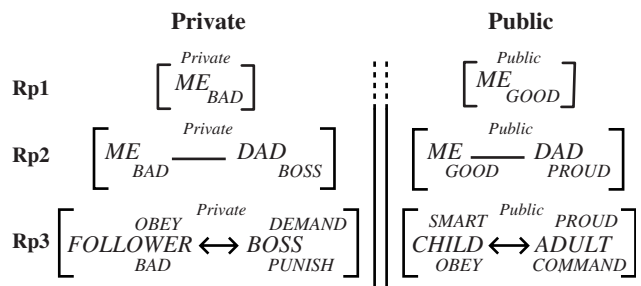 Private Public
Private Public
Rp1 ME BAD ME GOOD
Private Public
Rp2 ME BAD DAD BOSS ME GOOD DAD PROUD
Private Public
OBEY DEMAND SMART PROUD
Rp3 FOLLOWER BOSS CHILD ADULT
BAD PUNISH OBEY COMMAND